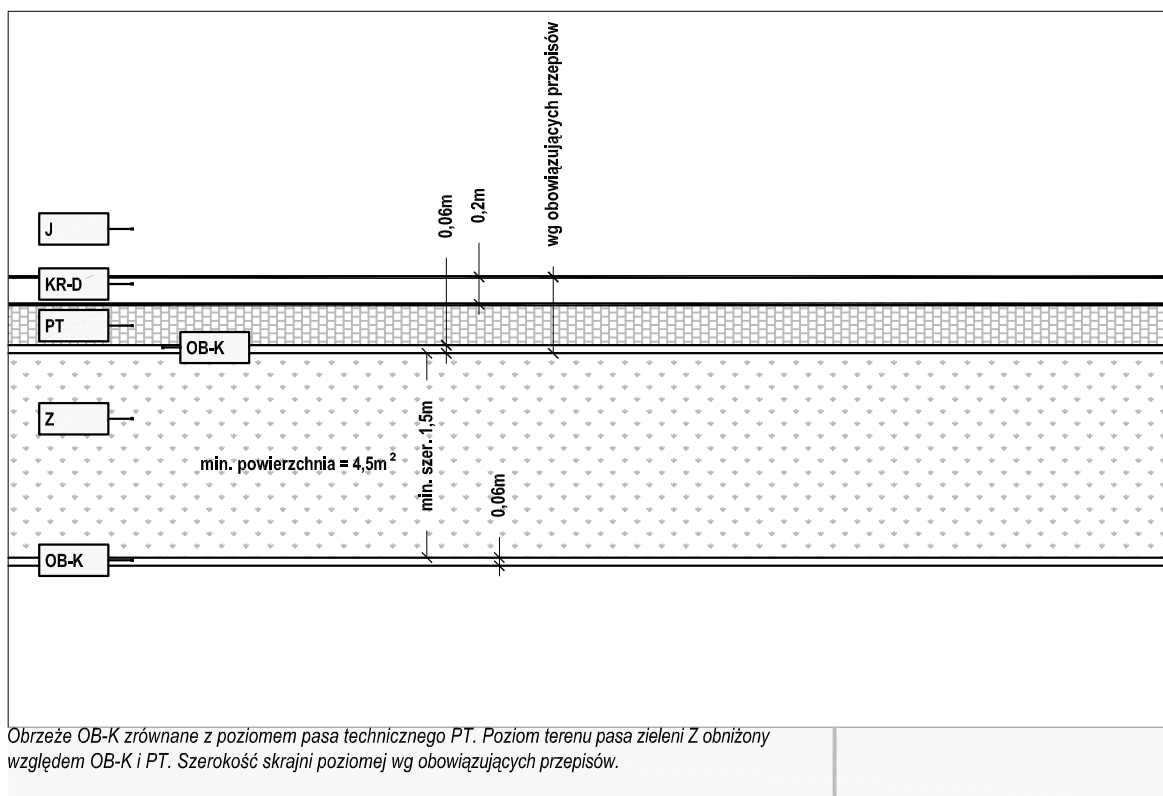 wg obowiązujących przepisów
0,06m
0,2m
J
KR-D
PT
OB-K
Z
min. szer. 1,5m
min. powierzchnia = 4,5m²
0,06m
OB-K
Obrzeże OB-K zrównane z poziomem pasa technicznego PT. Poziom terenu pasa zieleni Z obniżony
względem OB-K i PT. Szerokość skrajni poziomej wg obowiązujących przepisów.